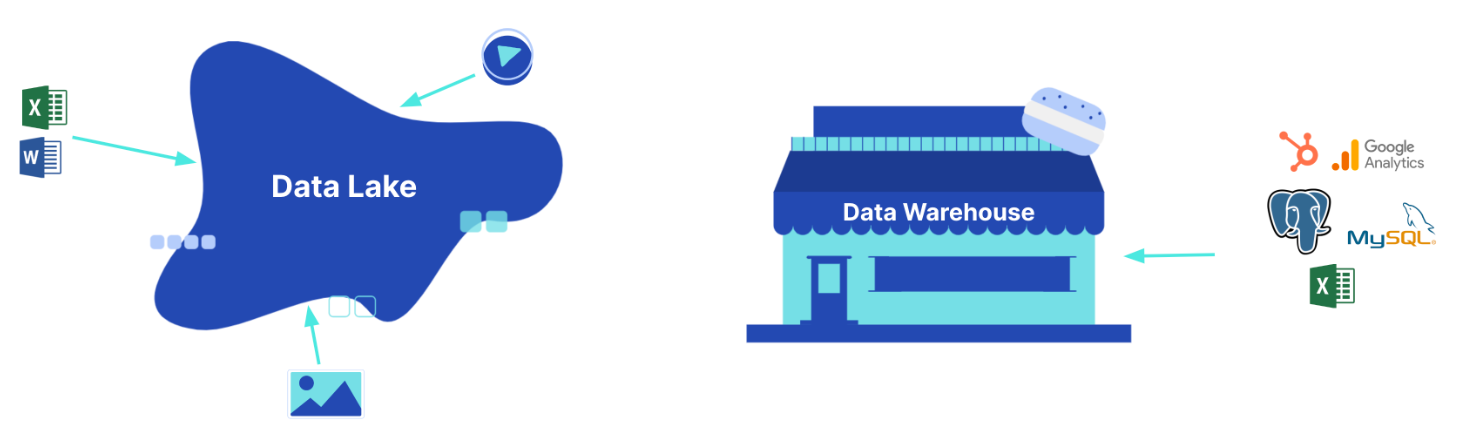 X
W
Data Lake
Data Warehouse
Google
Analytics
MySQL
X